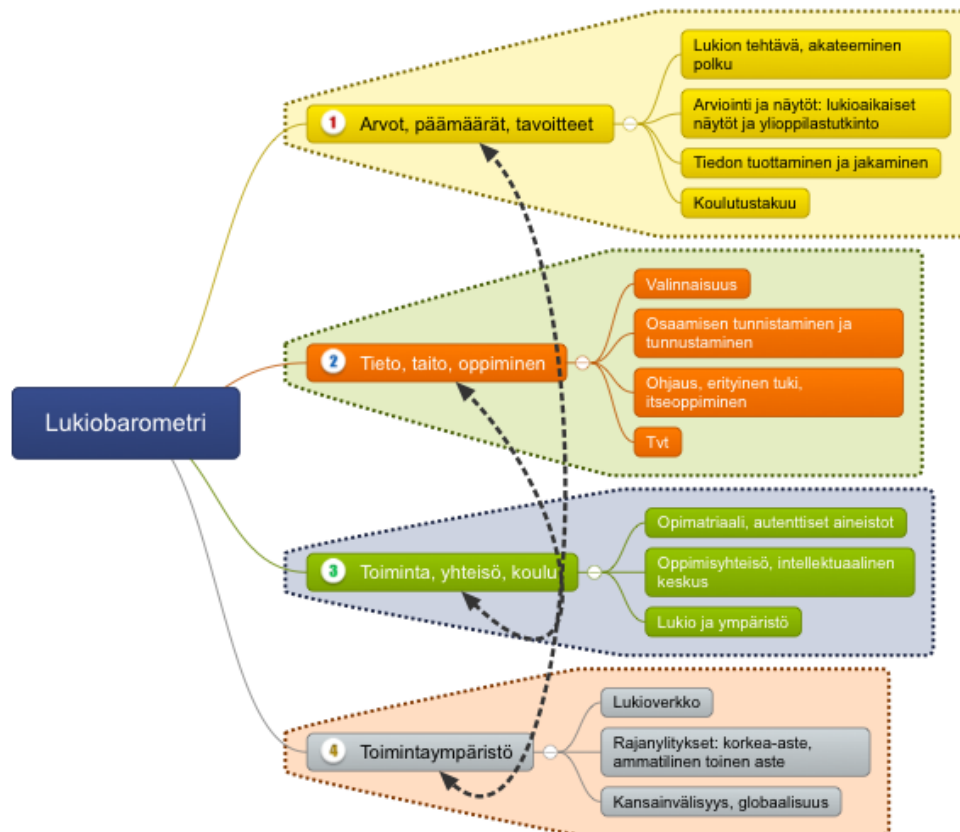 Lukiobarometri
1 Arvot, päämäärät, tavoitteet
Lukion tehtävä, akateeminen
polku
Arviointi ja näytöt: lukioaikaiset
näytöt ja ylioppilastutkinto
Tiedon tuottaminen ja jakaminen
Koulutustakuu
2 Tieto, taito, oppiminen
Valinnaisuus
Osaamisen tunnistaminen ja
tunnustaminen
Ohjaus, erityinen tuki,
itseoppiminen
Tvt
3 Toiminta, yhteisö, koulu
Opimatriaali, autenttiset aineistot
Oppimisyhteisö, intellektuaalinen
keskus
Lukio ja ympäristö
4 Toimintaympäristö
Lukioverkko
Rajanylitykset: korkea-aste,
ammatilinen toinen aste
Kansainvälisyys, globaalisuus